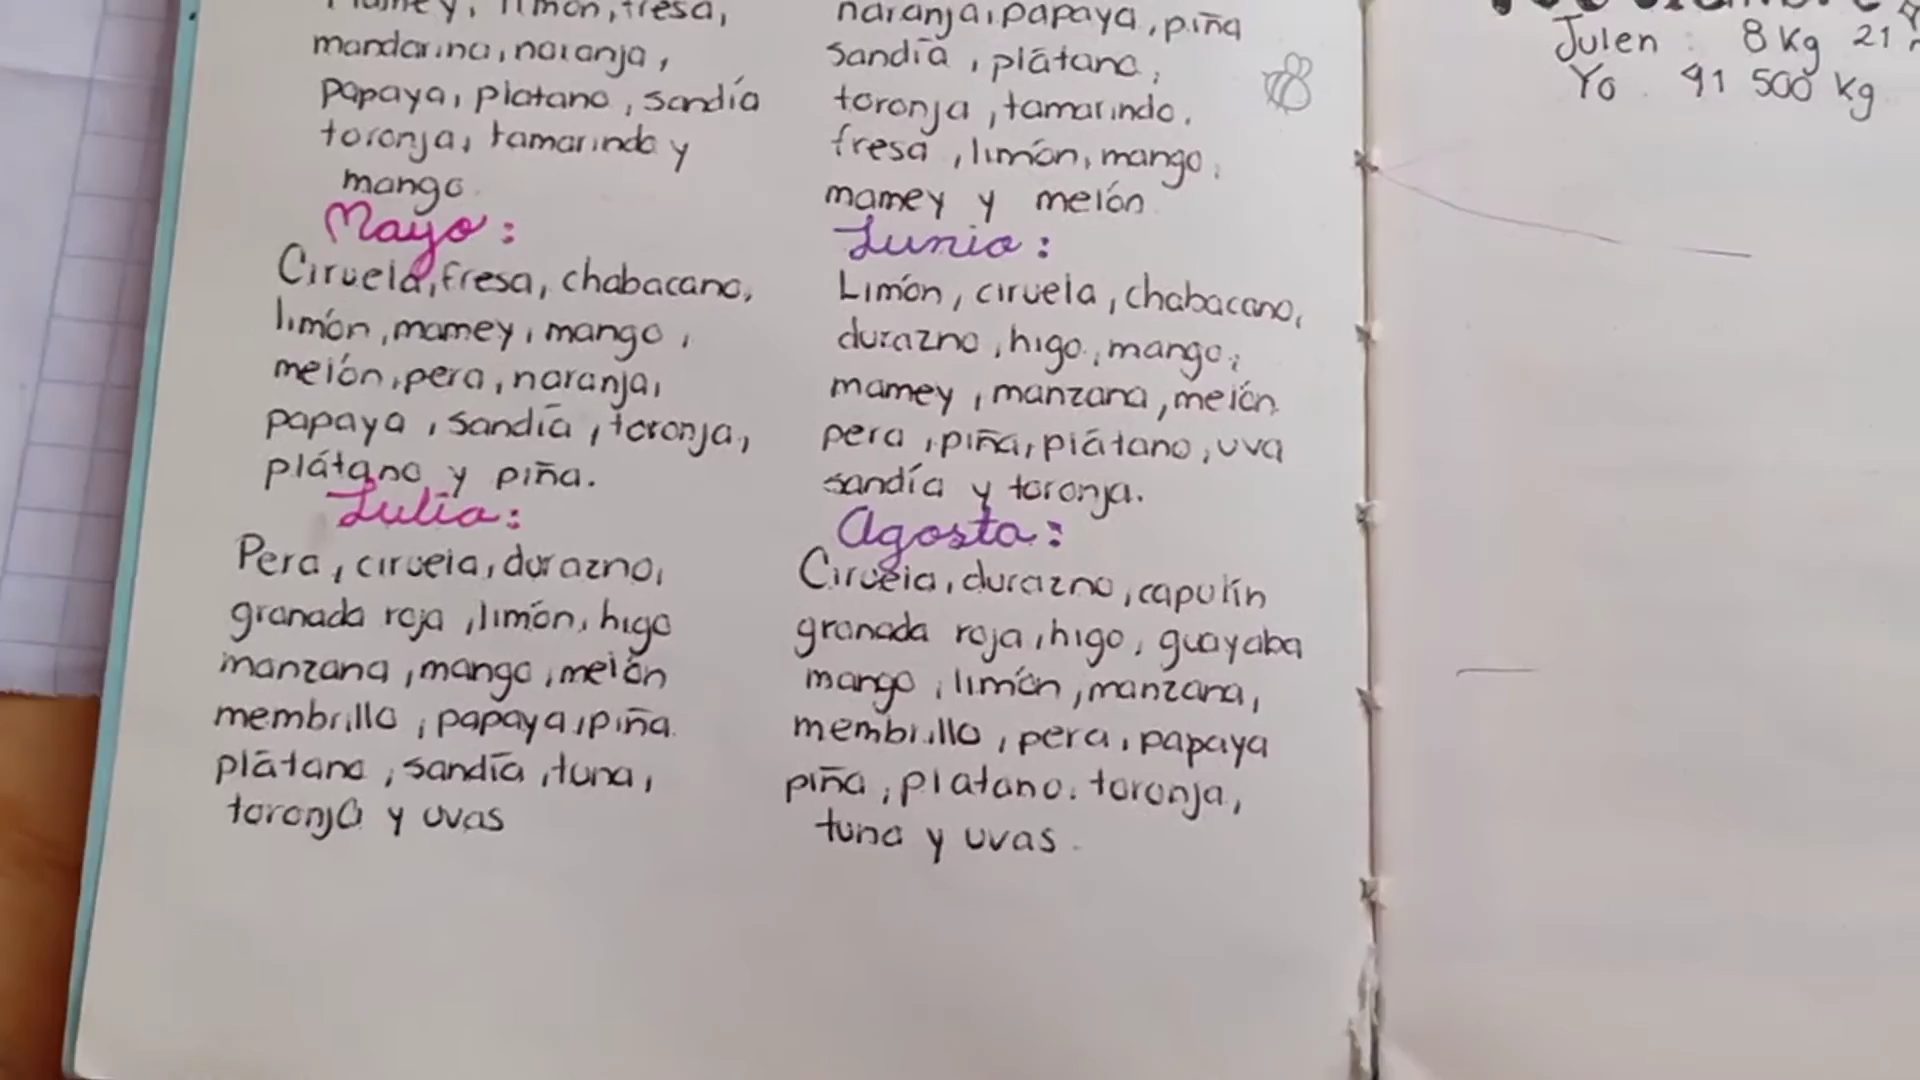 limón, fresa,
mandarina, naranja,
papaya, platano, sandía
toronja, tamarindo y
mango.
naranja, papaya, piña
sandía, plátano,
toronja, tamarindo,
fresa, limón, mango,
mamey y melón
Mayo:
Ciruela, fresa, chabacano,
limón, mamey, mango,
melón, pera, naranja,
papaya, sandía, toronja,
plátano y piña.
Junio:
Limón, ciruela, chabacano,
durazno, higo, mango,
mamey, manzana, melón
pera, piña, plátano, uva
sandía y toronja.
Julio:
Pera, ciruela, durazno,
granada roja, limón, higo
manzana, mango, melón
membrillo, papaya, piña
plátano, sandía, tuna,
toronja y uvas
Agosto:
Ciruela, durazno, capulín
granada roja, higo, guayaba
mango, limón, manzana,
membrillo, pera, papaya
piña, platano, toronja,
tuna y uvas.
Julen: 8 kg 21
Yo 91 500 kg